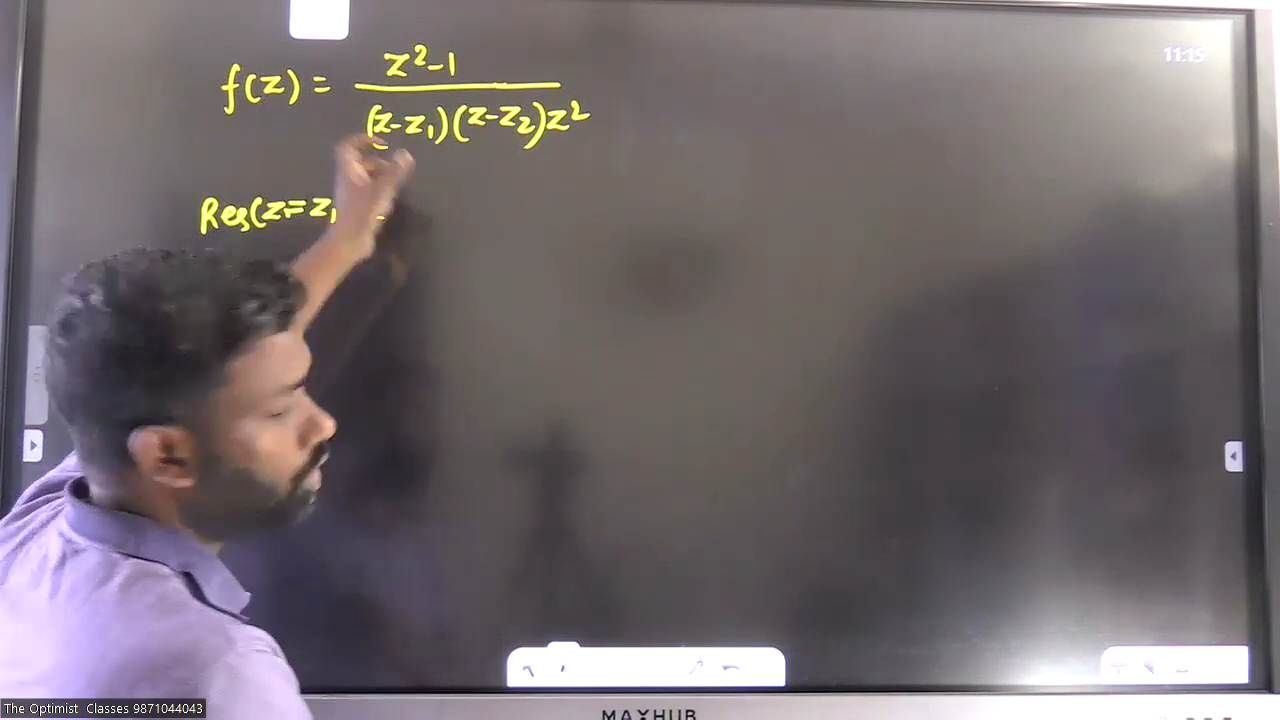 11:15
f(z) = z²-1
(z-z₁)(z-z₂)z²
Res(z=z₁
MAXHUB
The Optimist Classes 9871044043